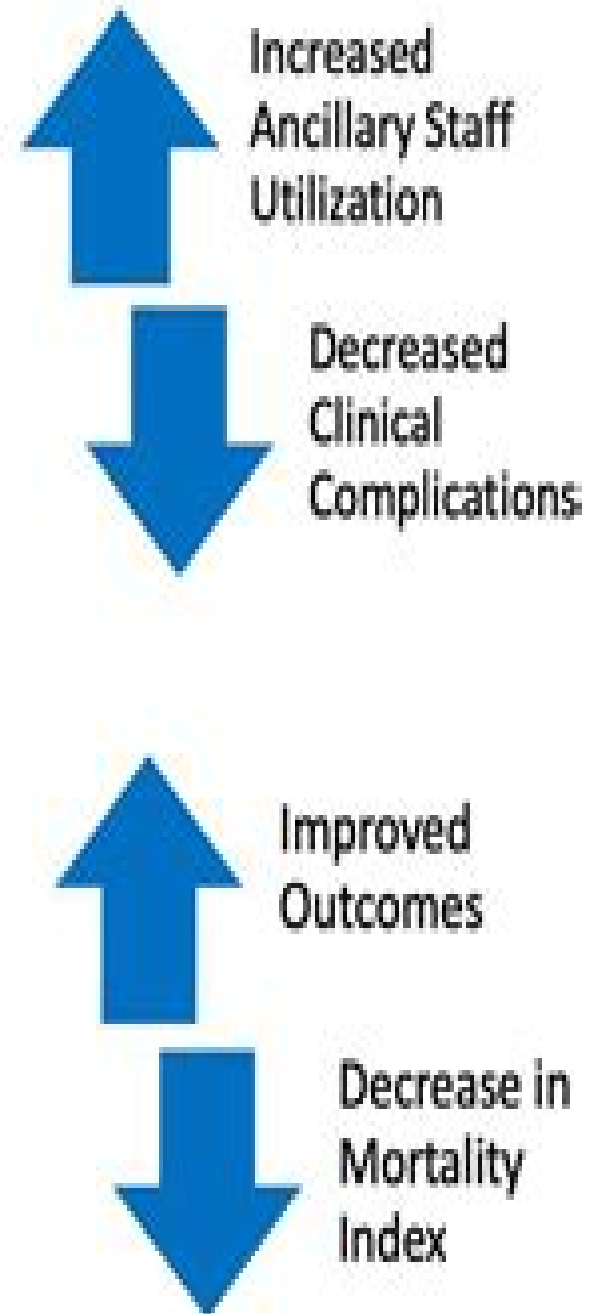 Increased
Ancillary Staff
Utilization
Decreased
Clinical
Complications
Improved
Outcomes
Decrease in
Mortality
Index